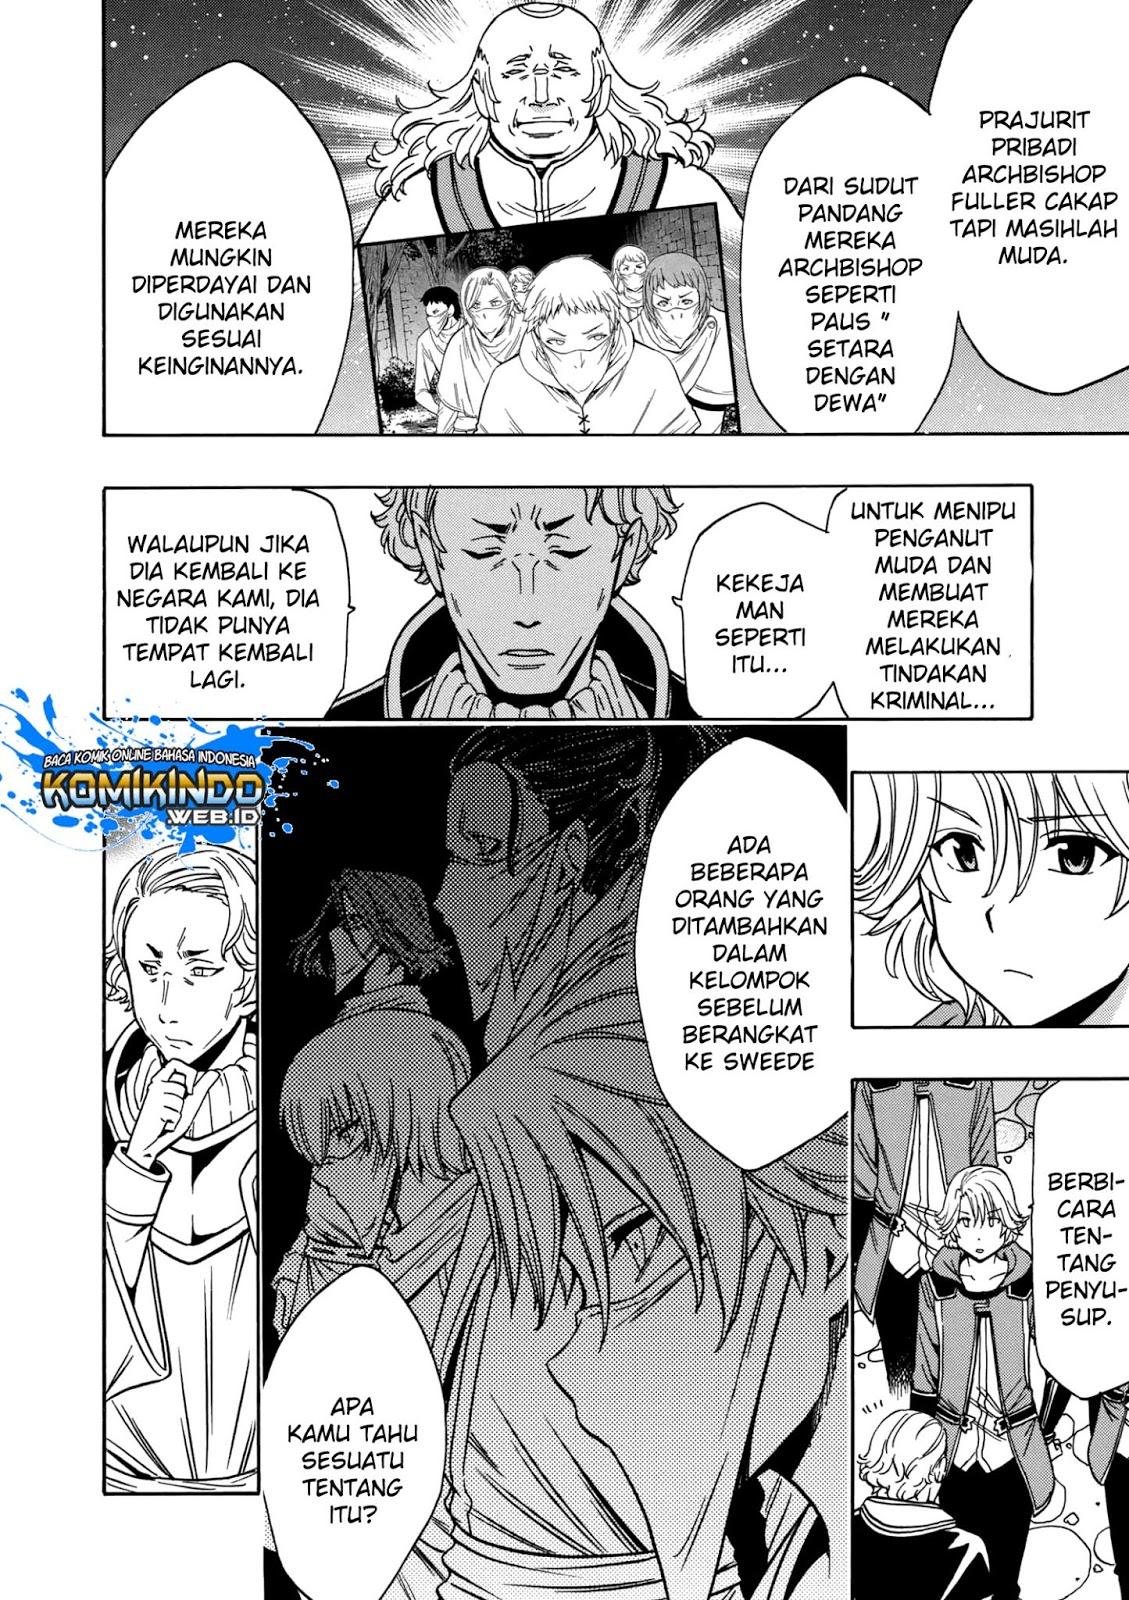 PRAJURIT
PRIBADI
ARCHBISHOP
FULLER CAKAP
TAPI MASIHLAH
MUDA.
DARI SUDUT
PANDANG
MEREKA
ARCHBISHOP
SEPERTI
PAUS "
SETARA
DENGAN
DEWA"
MEREKA
MUNGKIN
DIPERDAYAI DAN
DIGUNAKAN
SESUAI
KEINGINANNYA.
UNTUK MENIPU
PENGANUT
MUDA DAN
MEMBUAT
MEREKA
MELAKUKAN
TINDAKAN
KRIMINAL...
KEKEJA
MAN
SEPERTI
ITU...
WALAUPUN JIKA
DIA KEMBALI KE
NEGARA KAMI, DIA
TIDAK PUNYA
TEMPAT KEMBALI
LAGI.
BACA KOMIK ONLINE BAHASA INDONESIA
KOMIKINDO
WEB.ID
BERBI-
CARA
TEN-
TANG
PENYU-
SUP.
ADA
BEBERAPA
ORANG YANG
DITAMBAHKAN
DALAM
KELOMPOK
SEBELUM
BERANGKAT
KE SWEEDE
APA
KAMU TAHU
SESUATU
TENTANG
ITU?